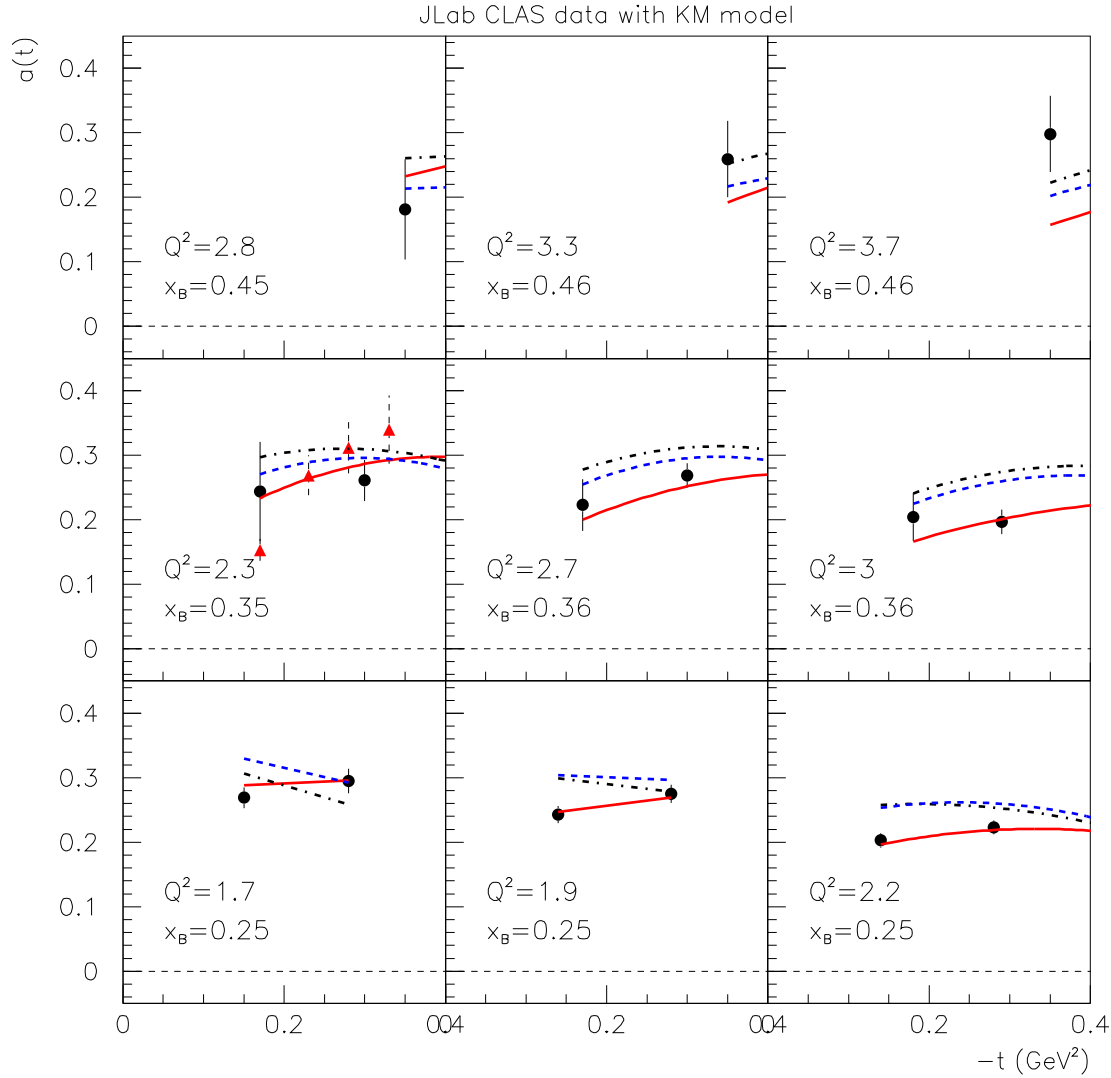 JLab CLAS data with KM model
a(t)
0.4
0.3
0.2
0.1
0
Q²=2.8
x_B=0.45
Q²=3.3
x_B=0.46
Q²=3.7
x_B=0.46
0.4
0.3
0.2
0.1
0
Q²=2.3
x_B=0.35
Q²=2.7
x_B=0.36
Q²=3
x_B=0.36
0.4
0.3
0.2
0.1
0
Q²=1.7
x_B=0.25
Q²=1.9
x_B=0.25
Q²=2.2
x_B=0.25
0 0.2 0.4 0 0.2 0.4 0 0.2 0.4
−t (GeV²)